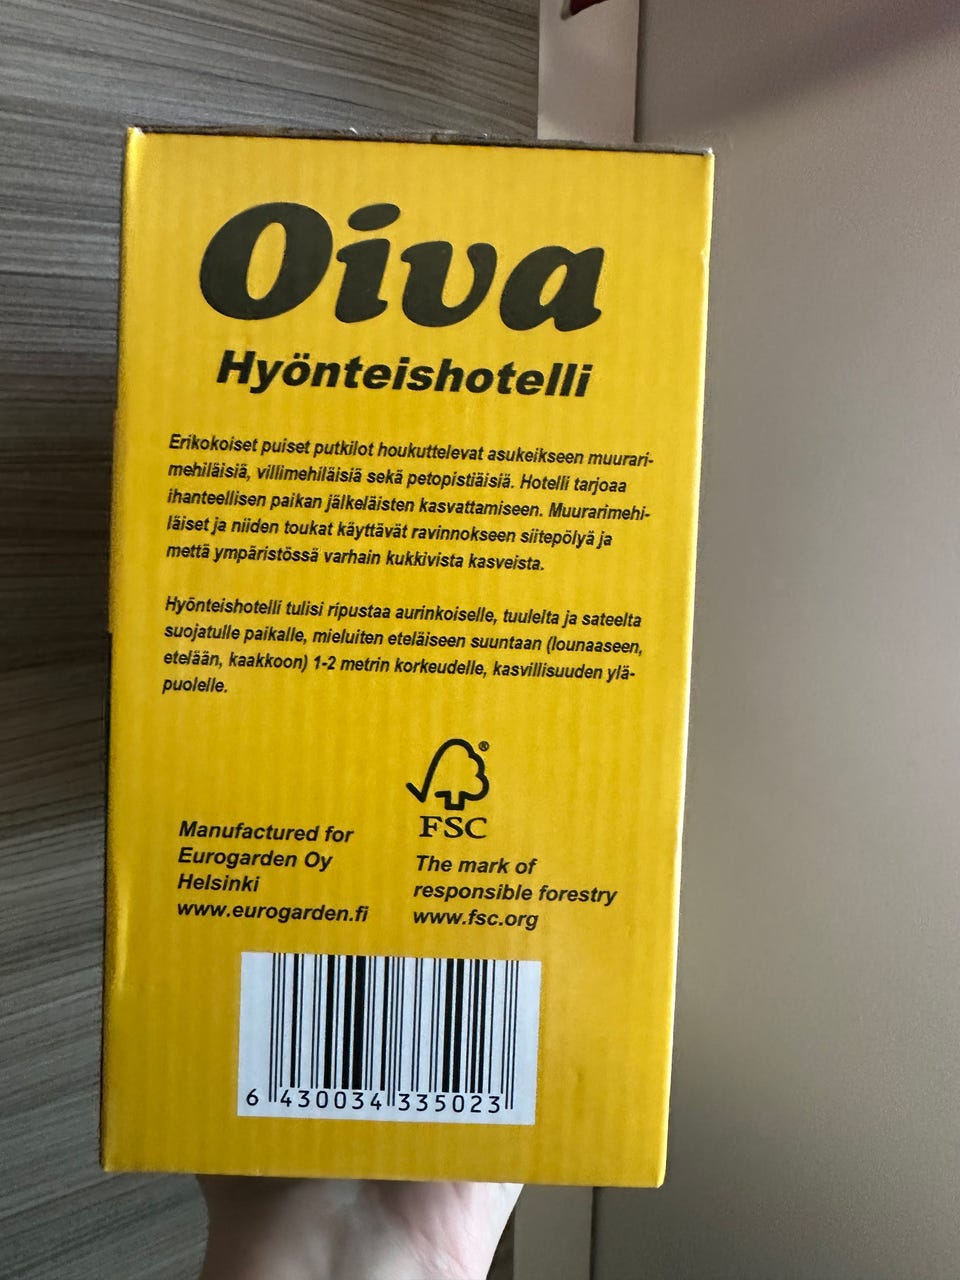 Oiva
Hyönteishotelli
Erikokoiset puiset putkilot houkuttelevat asukeikseen muurari-
mehiläisiä, villimehiläisiä sekä petopistiäisiä. Hotelli tarjoaa
ihanteellisen paikan jälkeläisten kasvattamiseen. Muurarimehi-
läiset ja niiden toukat käyttävät ravinnokseen siitepölyä ja
mettä ympäristössä varhain kukkivista kasveista.
Hyönteishotelli tulisi ripustaa aurinkoiselle, tuulelta ja sateelta
suojatulle paikalle, mieluiten eteläiseen suuntaan (lounaaseen,
etelään, kaakkoon) 1-2 metrin korkeudelle, kasvillisuuden ylä-
puolelle.
Manufactured for
Eurogarden Oy
Helsinki
www.eurogarden.fi
®
FSC
The mark of
responsible forestry
www.fsc.org
6 430034 335023